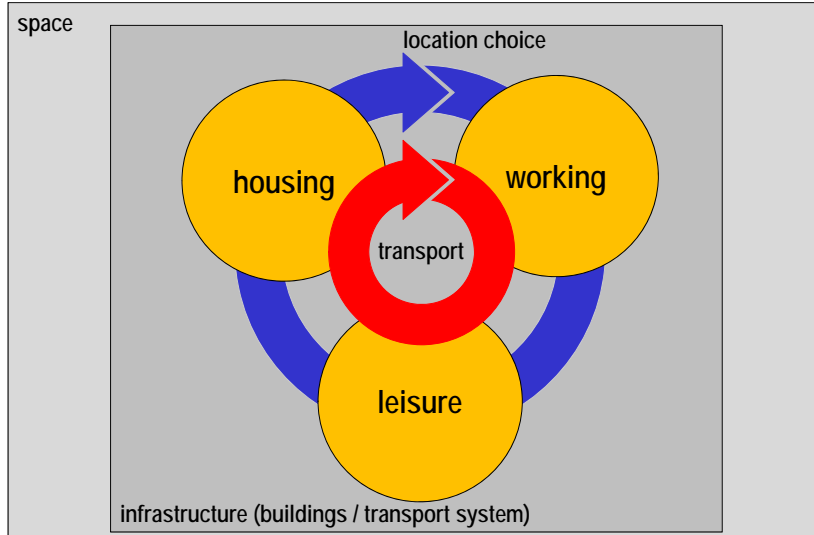 space
location choice
housing
working
transport
leisure
infrastructure (buildings / transport system)